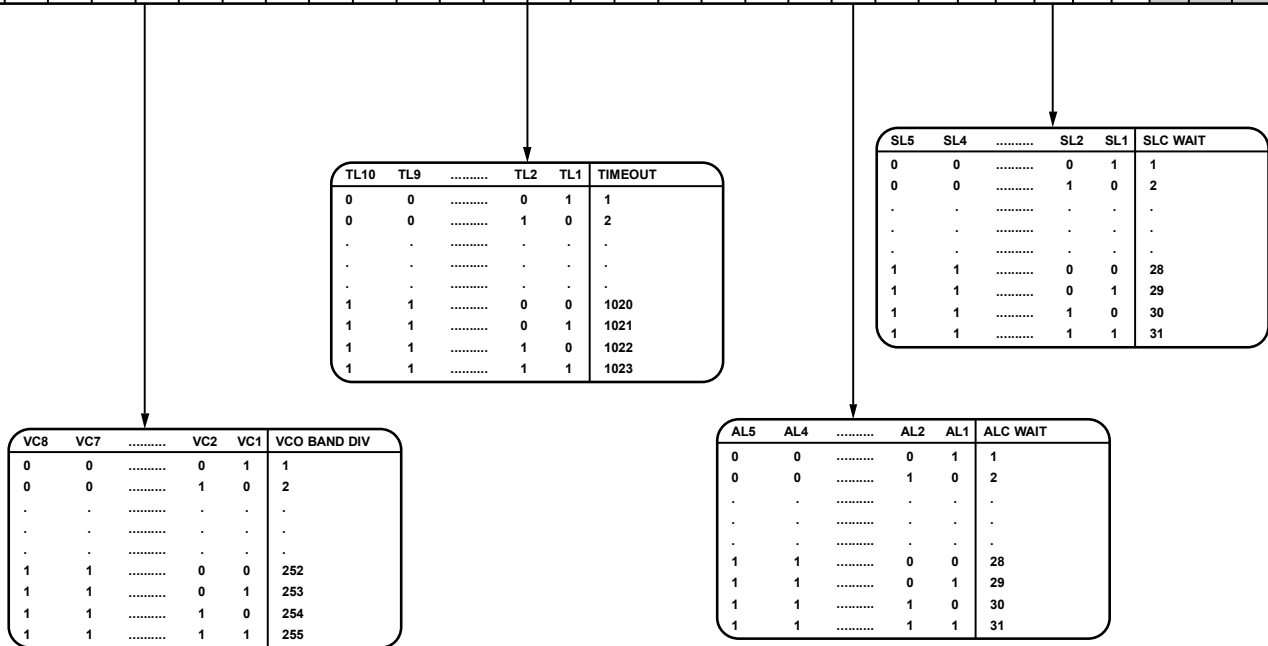 SL5 SL4 .......... SL2 SL1 SLC WAIT
0 0 .......... 0 1 1
0 0 .......... 1 0 2
. . .......... . . .
. . .......... . . .
. . .......... . . .
1 1 .......... 0 0 28
1 1 .......... 0 1 29
1 1 .......... 1 0 30
1 1 .......... 1 1 31
TL10 TL9 .......... TL2 TL1 TIMEOUT
0 0 .......... 0 1 1
0 0 .......... 1 0 2
. . .......... . . .
. . .......... . . .
. . .......... . . .
1 1 .......... 0 0 1020
1 1 .......... 0 1 1021
1 1 .......... 1 0 1022
1 1 .......... 1 1 1023
VC8 VC7 .......... VC2 VC1 VCO BAND DIV
0 0 .......... 0 1 1
0 0 .......... 1 0 2
. . .......... . . .
. . .......... . . .
. . .......... . . .
1 1 .......... 0 0 252
1 1 .......... 0 1 253
1 1 .......... 1 0 254
1 1 .......... 1 1 255
AL5 AL4 .......... AL2 AL1 ALC WAIT
0 0 .......... 0 1 1
0 0 .......... 1 0 2
. . .......... . . .
. . .......... . . .
. . .......... . . .
1 1 .......... 0 0 28
1 1 .......... 0 1 29
1 1 .......... 1 0 30
1 1 .......... 1 1 31